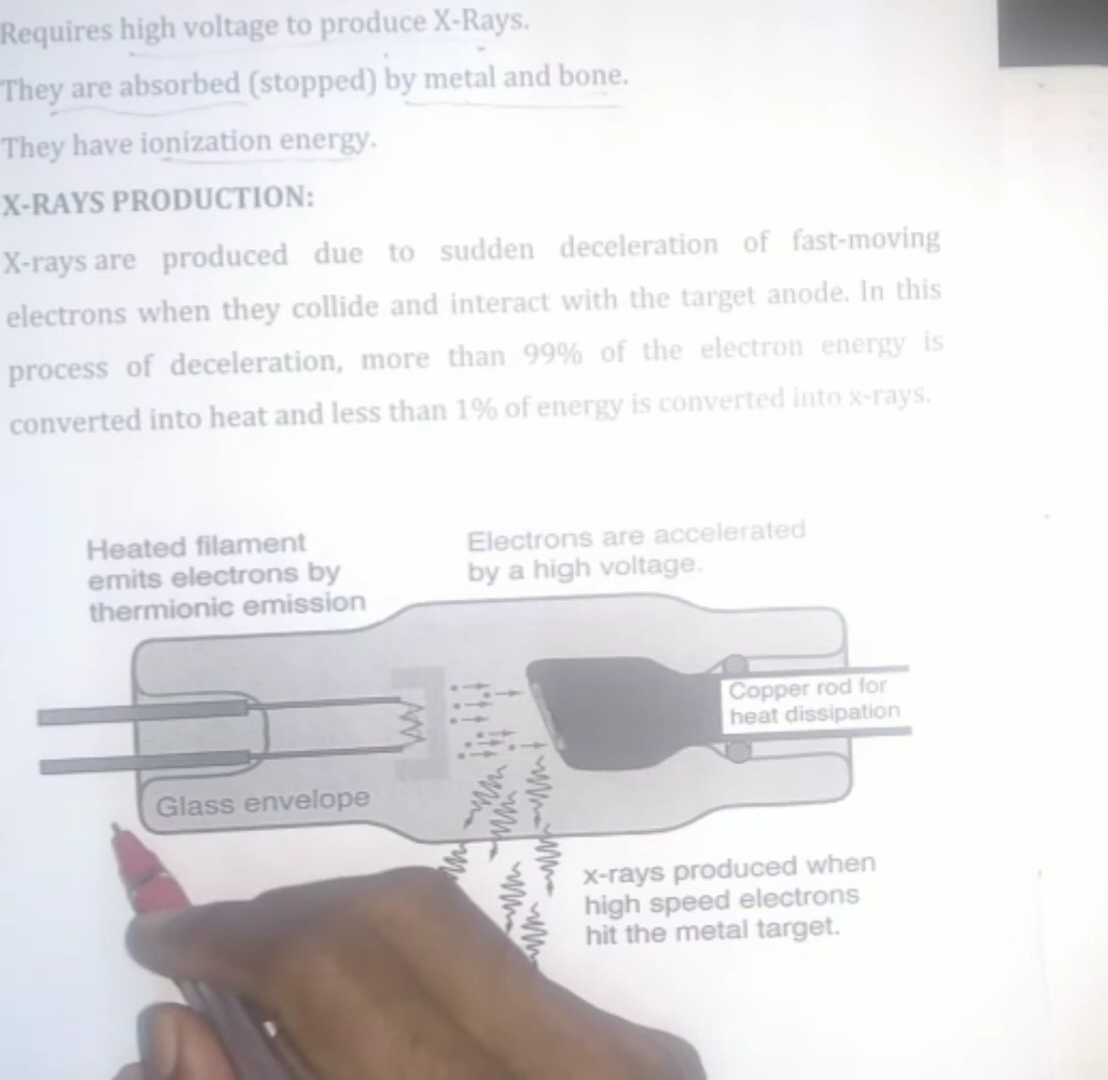 Requires high voltage to produce X-Rays.
They are absorbed (stopped) by metal and bone.
They have ionization energy.
X-RAYS PRODUCTION:
X-rays are produced due to sudden deceleration of fast-moving
electrons when they collide and interact with the target anode. In this
process of deceleration, more than 99% of the electron energy is
converted into heat and less than 1% of energy is converted into x-rays.
Heated filament
emits electrons by
thermionic emission
Electrons are accelerated
by a high voltage.
Copper rod for
heat dissipation
Glass envelope
x-rays produced when
high speed electrons
hit the metal target.